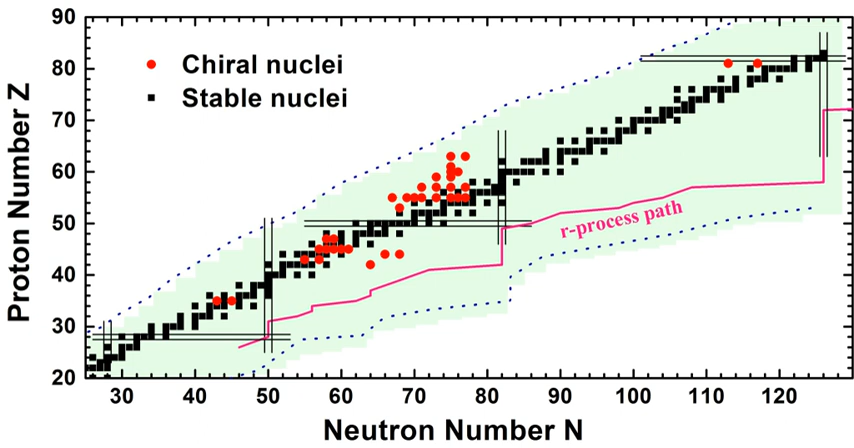 90
80
70
60
50
40
30
20
Proton Number Z
Chiral nuclei
Stable nuclei
r-process path
30 40 50 60 70 80 90 100 110 120
Neutron Number N